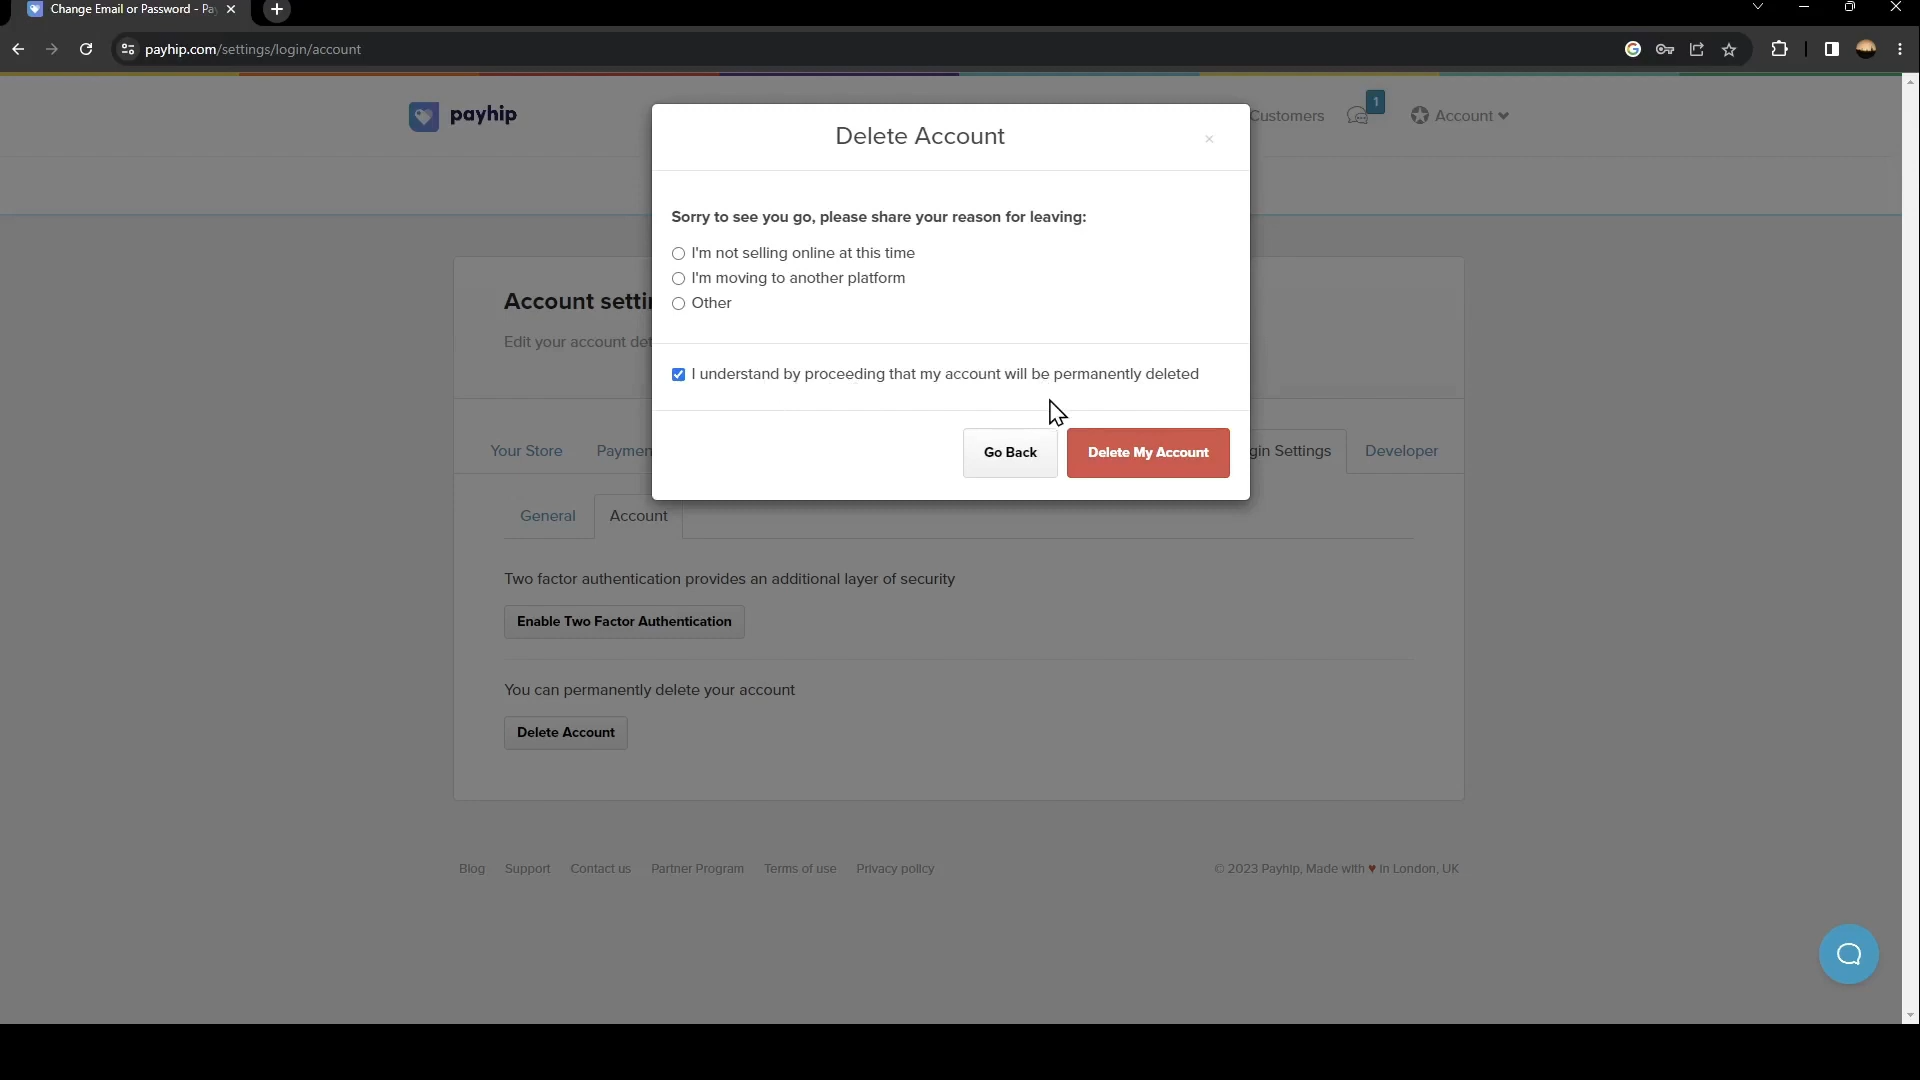 Change Email or Password - Pa
payhip.com/settings/login/account
payhip
Customers
1
Account
Delete Account
×
Sorry to see you go, please share your reason for leaving:
I'm not selling online at this time
I'm moving to another platform
Other
I understand by proceeding that my account will be permanently deleted
Go Back
Delete My Account
Account setti
Edit your account det
Your Store
Paymen
gin Settings
Developer
General
Account
Two factor authentication provides an additional layer of security
Enable Two Factor Authentication
You can permanently delete your account
Delete Account
Blog Support Contact us Partner Program Terms of use Privacy policy
© 2023 Payhip, Made with ♥ in London, UK